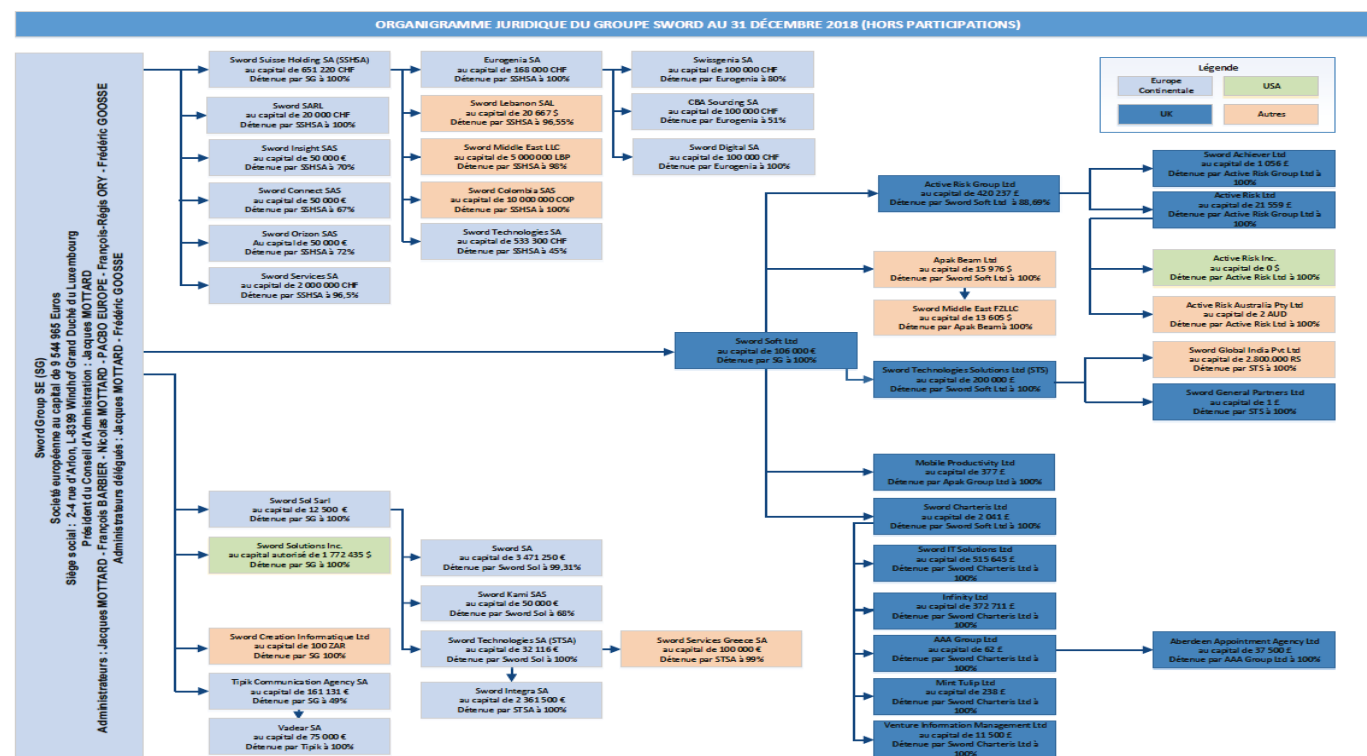 ORGANIGRAMME JURIDIQUE DU GROUPE SWORD AU 31 DÉCEMBRE 2018 (HORS PARTICIPATIONS)
Sword Group SE (SG)
Societé européenne au capital de 9 544 965 Euros
Siège social : 2-4 rue d'Arlon, L-8399 Windhof Grand Duché du Luxembourg
Président du Conseil d'Administration : Jacques MOTTARD
Administrateurs : Jacques MOTTARD - François BARBIER - Nicolas MOTTARD - PACBO EUROPE - François-Régis ORY - Frédéric GOOSSE
Administrateurs délégués : Jacques MOTTARD - Frédéric GOOSSE
Sword Suisse Holding SA (SSHSA)
au capital de 651 220 CHF
Détenue par SG à 100%
Sword SARL
au capital de 20 000 CHF
Détenue par SSHSA à 100%
Sword Insight SAS
au capital de 50 000 €
Détenue par SSHSA à 70%
Sword Connect SAS
au capital de 50 000 €
Détenue par SSHSA à 67%
Sword Orizon SAS
Au capital de 50 000 €
Détenue par SSHSA à 72%
Sword Services SA
au capital de 2 000 000 CHF
Détenue par SSHSA à 96,5%
Eurogenia SA
au capital de 168 000 CHF
Détenue par SSHSA à 100%
Sword Lebanon SAL
au capital de 20 667 $
Détenue par SSHSA à 96,55%
Sword Middle East LLC
au capital de 5 000 000 LBP
Détenue par SSHSA à 98%
Sword Colombia SAS
au capital de 10 000 000 COP
Détenue par SSHSA à 100%
Sword Technologies SA
au capital de 533 300 CHF
Détenue par SSHSA à 45%
Swissgenia SA
au capital de 100 000 CHF
Détenue par Eurogenia à 80%
CBA Sourcing SA
au capital de 100 000 CHF
Détenue par Eurogenia à 51%
Sword Digital SA
au capital de 100 000 CHF
Détenue par Eurogenia à 100%
Légende
Europe
Continentale
USA
UK
Autres
Sword Soft Ltd
au capital de 106 000 €
Détenue par SG à 100%
Active Risk Group Ltd
au capital de 420 237 £
Détenue par Sword Soft Ltd à 88,69%
Apak Beam Ltd
au capital de 15 976 $
Détenue par Sword Soft Ltd à 100%
Sword Middle East FZLLC
au capital de 13 605 $
Détenue par Apak Beam à 100%
Sword Technologies Solutions Ltd (STS)
au capital de 200 000 £
Détenue par Sword Soft Ltd à 100%
Sword Achiever Ltd
au capital de 1 056 £
Détenue par Active Risk Group Ltd à
100%
Active Risk Ltd
au capital de 21 559 £
Détenue par Active Risk Group Ltd à
100%
Active Risk Inc.
au capital de 0 $
Détenue par Active Risk Ltd à 100%
Active Risk Australia Pty Ltd
au capital de 2 AUD
Détenue par Active Risk Ltd à 100%
Sword Global India Pvt Ltd
au capital de 2.800.000 RS
Détenue par STS à 100%
Sword General Partners Ltd
au capital de 1 £
Détenue par STS à 100%
Mobile Productivity Ltd
au capital de 377 £
Détenue par Apak Group Ltd à 100%
Sword Charteris Ltd
au capital de 2 041 £
Détenue par Sword Soft Ltd à 100%
Sword IT Solutions Ltd
au capital de 515 645 £
Détenue par Sword Charteris Ltd à
100%
Infinity Ltd
au capital de 372 711 £
Détenue par Sword Charteris Ltd à
100%
AAA Group Ltd
au capital de 62 £
Détenue par Sword Charteris Ltd à
100%
Mint Tulip Ltd
au capital de 238 £
Détenue par Sword Charteris Ltd à
100%
Venture Information Management Ltd
au capital de 11 500 £
Détenue par Sword Charteris Ltd à
100%
Aberdeen Appointment Agency Ltd
au capital de 37 500 £
Détenue par AAA Group Ltd à 100%
Sword Sol Sarl
au capital de 12 500 €
Détenue par SG à 100%
Sword Solutions Inc.
au capital autorisé de 1 772 435 $
Détenue par SG à 100%
Sword Creation Informatique Ltd
au capital de 100 ZAR
Détenue par SG 100%
Tipik Communication Agency SA
au capital de 161 131 €
Détenue par SG à 49%
Vadear SA
au capital de 75 000 €
Détenue par Tipik à 100%
Sword SA
au capital de 3 471 250 €
Détenue par Sword Sol à 99,31%
Sword Kami SAS
au capital de 50 000 €
Détenue par Sword Sol à 68%
Sword Technologies SA (STSA)
au capital de 32 116 €
Détenue par Sword Sol à 100%
Sword Integra SA
au capital de 2 361 500 €
Détenue par STSA à 100%
Sword Services Greece SA
au capital de 100 000 €
Détenue par STSA à 99%